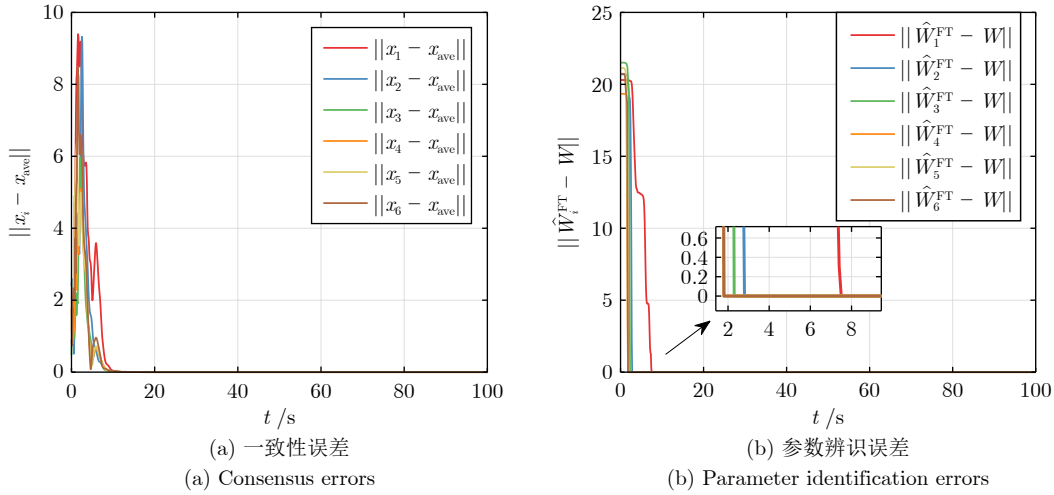 10
8
6
4
2
0
||x_i − x_ave||
||x_1 − x_ave||
||x_2 − x_ave||
||x_3 − x_ave||
||x_4 − x_ave||
||x_5 − x_ave||
||x_6 − x_ave||
0 20 40 60 80 100
t /s
(a) 一致性误差
(a) Consensus errors
25
20
15
10
5
0
||Ŵ_i^FT − W||
||Ŵ_1^FT − W||
||Ŵ_2^FT − W||
||Ŵ_3^FT − W||
||Ŵ_4^FT − W||
||Ŵ_5^FT − W||
||Ŵ_6^FT − W||
0.6
0.4
0.2
0
2 4 6 8
0 20 40 60 80 100
t /s
(b) 参数辨识误差
(b) Parameter identification errors